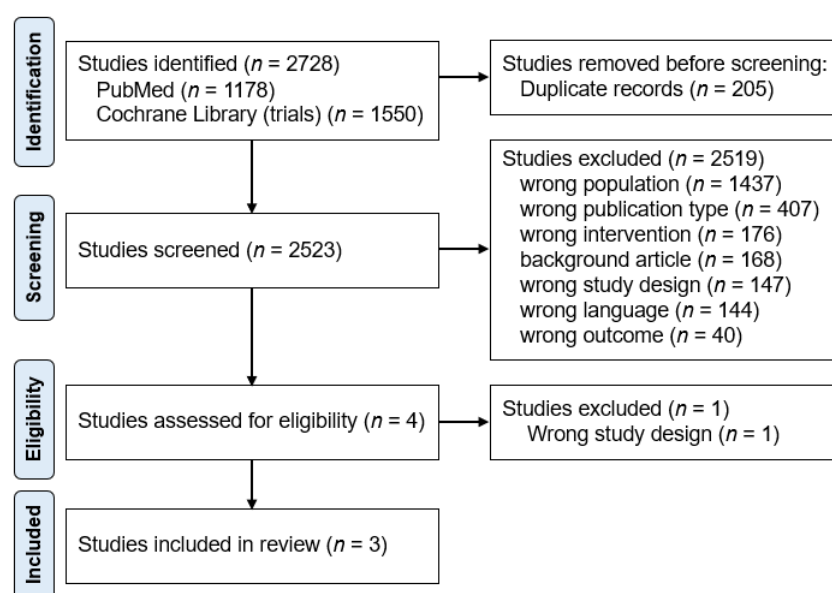 Identification
Studies identified (n = 2728)
PubMed (n = 1178)
Cochrane Library (trials) (n = 1550)
Studies removed before screening:
Duplicate records (n = 205)
Screening
Studies screened (n = 2523)
Studies excluded (n = 2519)
wrong population (n = 1437)
wrong publication type (n = 407)
wrong intervention (n = 176)
background article (n = 168)
wrong study design (n = 147)
wrong language (n = 144)
wrong outcome (n = 40)
Eligibility
Studies assessed for eligibility (n = 4)
Studies excluded (n = 1)
Wrong study design (n = 1)
Included
Studies included in review (n = 3)